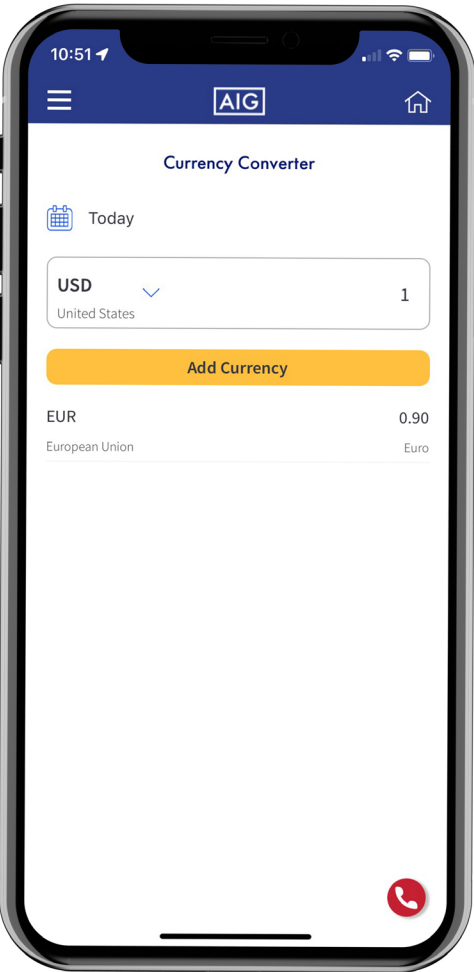 10:51
AIG
Currency Converter
Today
USD 1
United States
Add Currency
EUR 0.90
European Union Euro